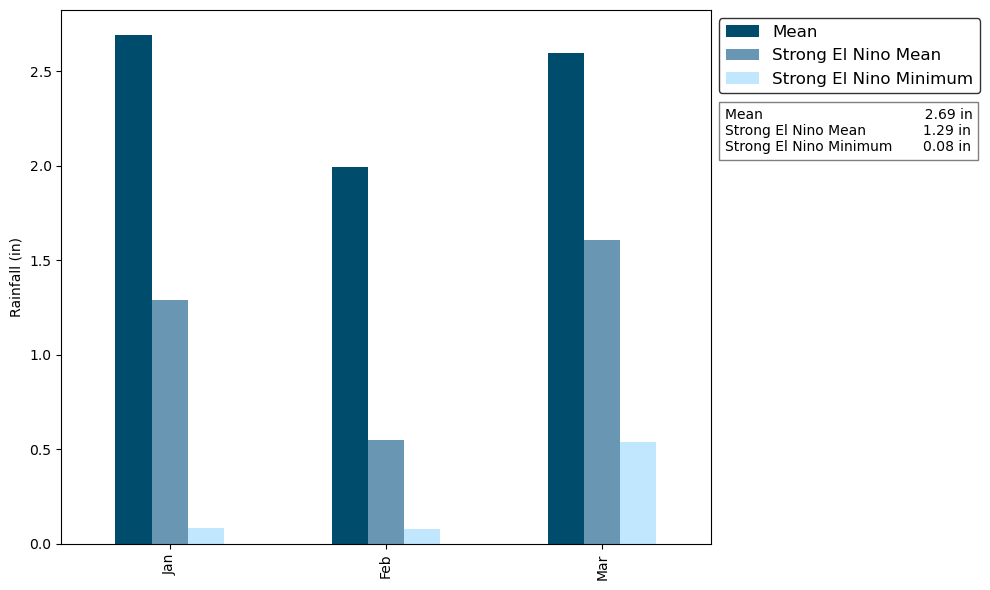 Mean
Strong El Nino Mean
Strong El Nino Minimum
Mean 2.69 in
Strong El Nino Mean 1.29 in
Strong El Nino Minimum 0.08 in
Rainfall (in)
2.5
2.0
1.5
1.0
0.5
0.0
Jan
Feb
Mar